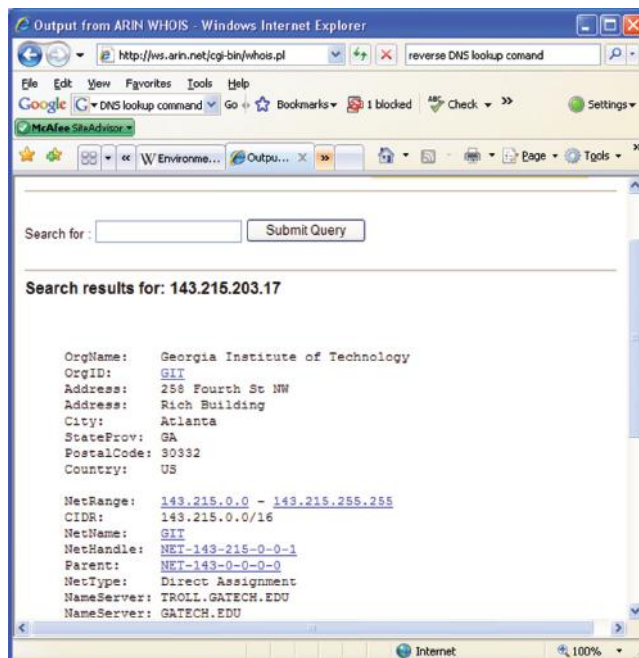 Output from ARIN WHOIS - Windows Internet Explorer
http://ws.arin.net/cgi-bin/whois.pl
reverse DNS lookup comand
File Edit View Favorites Tools Help
Google G DNS lookup command Go Bookmarks 1 blocked ABC Check » Settings
McAfee SiteAdvisor
« W Environme... Outpu... X » Page Tools »
Search for : Submit Query
Search results for: 143.215.203.17
OrgName: Georgia Institute of Technology
OrgID: GIT
Address: 258 Fourth St NW
Address: Rich Building
City: Atlanta
StateProv: GA
PostalCode: 30332
Country: US
NetRange: 143.215.0.0 - 143.215.255.255
CIDR: 143.215.0.0/16
NetName: GIT
NetHandle: NET-143-215-0-0-1
Parent: NET-143-0-0-0-0
NetType: Direct Assignment
NameServer: TROLL.GATECH.EDU
NameServer: GATECH.EDU
Internet 100%